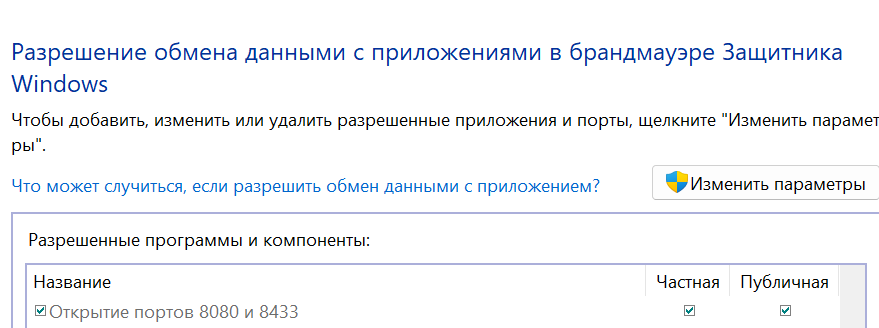 Разрешение обмена данными с приложениями в брандмауэре Защитника
Windows
Чтобы добавить, изменить или удалить разрешенные приложения и порты, щелкните "Изменить парамет
ры".
Что может случиться, если разрешить обмен данными с приложением?
Изменить параметры
Разрешенные программы и компоненты:
Название Частная Публичная
Открытие портов 8080 и 8433